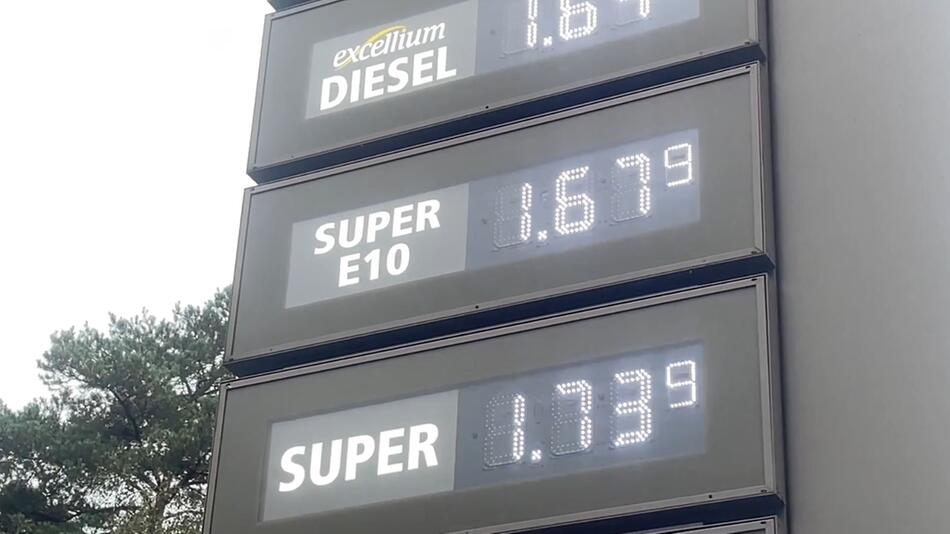 excellium
DIESEL
SUPER
E10
1.67⁹
SUPER
1.73⁹